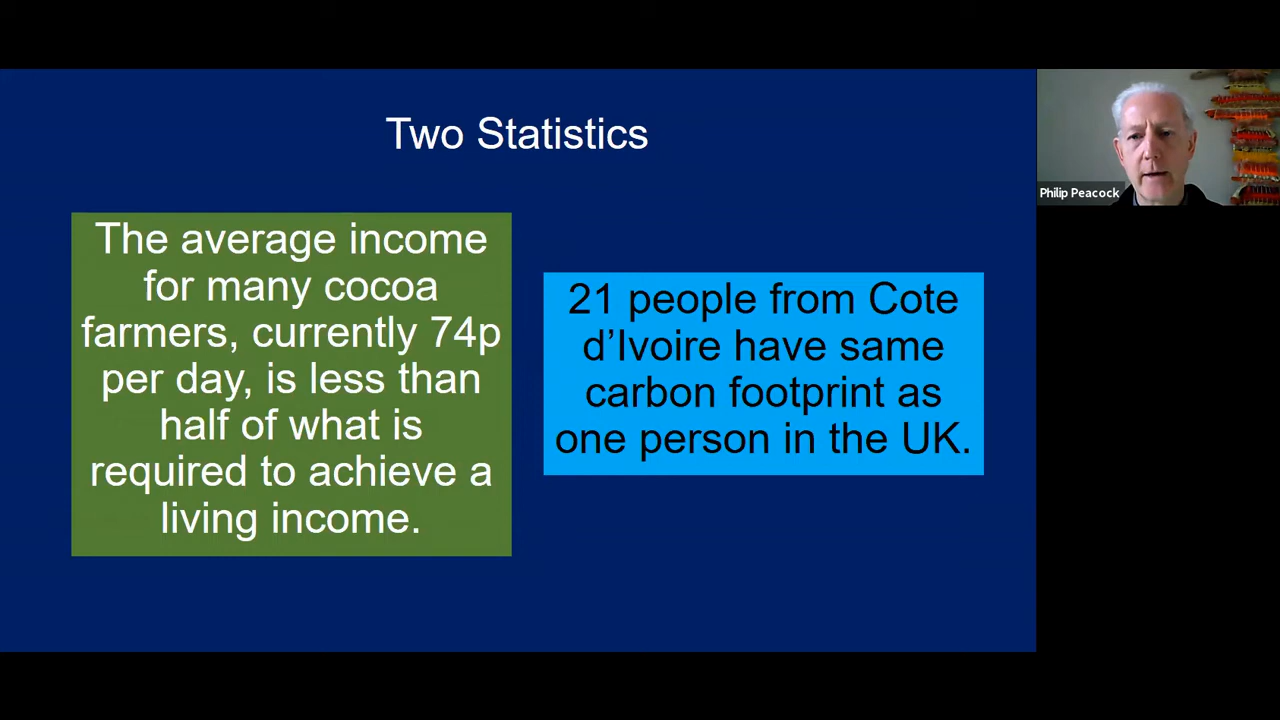 Two Statistics
The average income
for many cocoa
farmers, currently 74p
per day, is less than
half of what is
required to achieve a
living income.
21 people from Cote
d’Ivoire have same
carbon footprint as
one person in the UK.
Philip Peacock